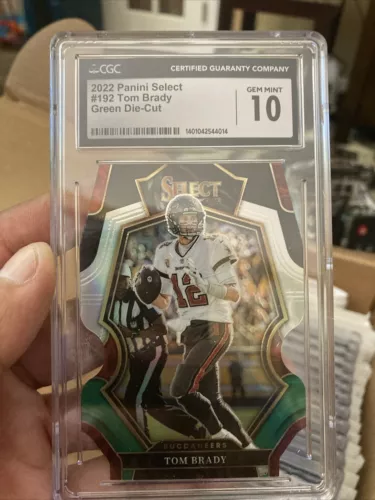 CGC
CERTIFIED GUARANTY COMPANY
2022 Panini Select
#192 Tom Brady
Green Die-Cut
GEM MINT
10
1401042544014
SELECT
12
BUCCANEERS
TOM BRADY